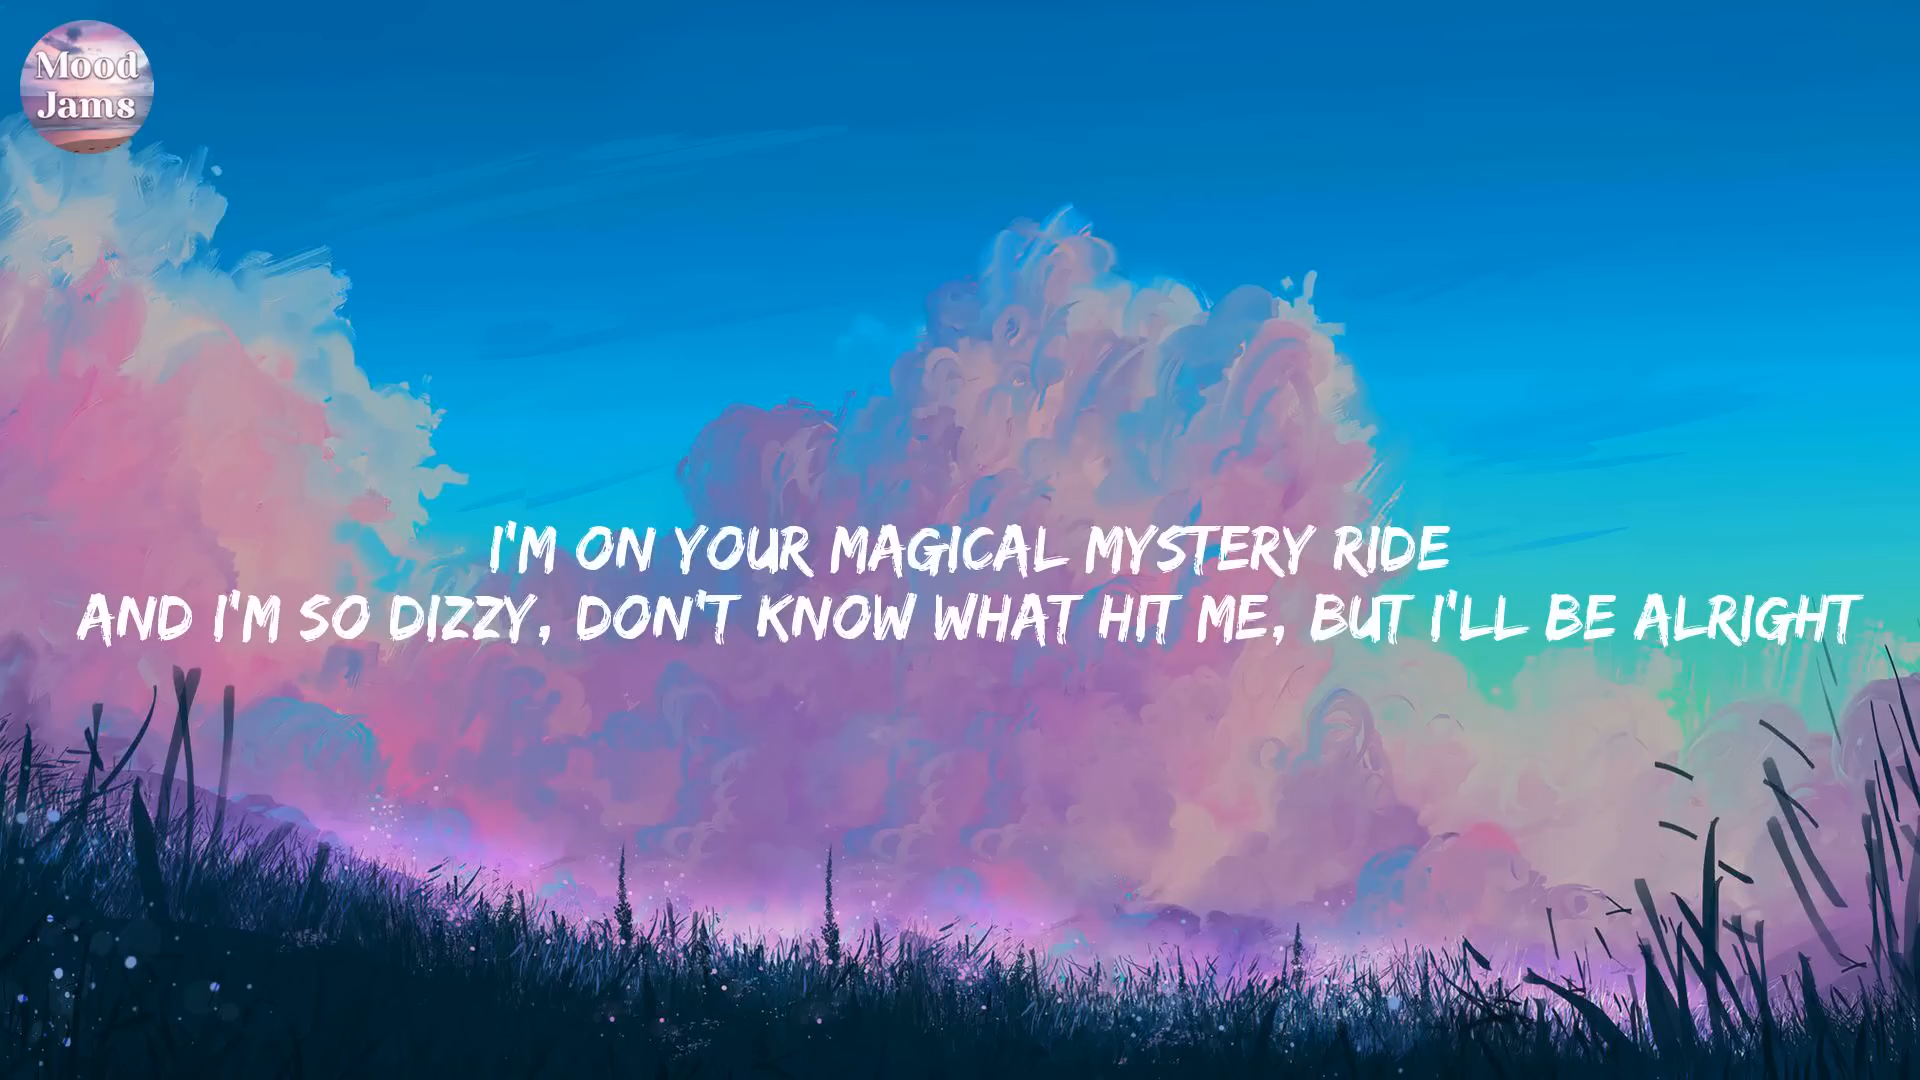 Mood
Jams
I'M ON YOUR MAGICAL MYSTERY RIDE
AND I'M SO DIZZY, DON'T KNOW WHAT HIT ME, BUT I'LL BE ALRIGHT